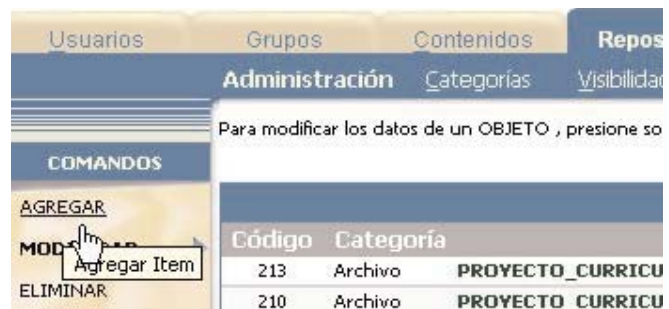 Usuarios Grupos Contenidos Repos
Administración Categorías Visibilidad
Para modificar los datos de un OBJETO , presione so
COMANDOS
AGREGAR
Código Categoría
Agregar Item
213 Archivo PROYECTO_CURRICU
ELIMINAR
210 Archivo PROYECTO_CURRICU